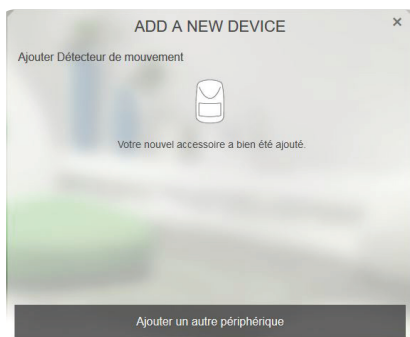 ADD A NEW DEVICE ×
Ajouter Détecteur de mouvement
Votre nouvel accessoire a bien été ajouté.
Ajouter un autre périphérique